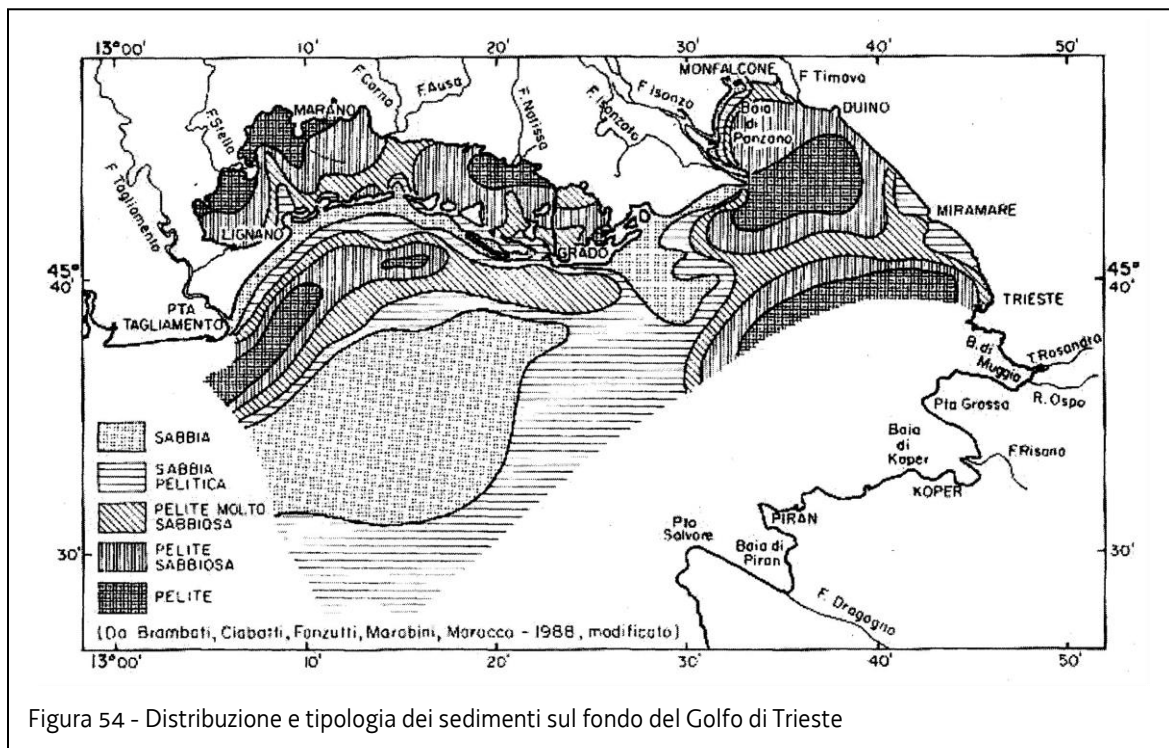 13°00' 10' 20' 30' 40' 50'
MONFALCONE
F. Timavo
F. Corno
F. Ausa
F. Isonzo
DUINO
MARANO
F. Stella
F. Natissa
F. Isonzato
Baia di Panzano
F. Tagliamento
MIRAMARE
LIGNANO
GRADO
45° 40'
45° 40'
PTA TAGLIAMENTO
TRIESTE
B. di Muggia
T. Rosandra
R. Ospo
Pta Grossa
Baia di Koper
F. Risano
KOPER
SABBIA
SABBIA PELITICA
PELITE MOLTO SABBIOSA
PELITE SABBIOSA
PELITE
PIRAN
Pta Salvore
Baia di Piran
30'
30'
F. Dragogna
(Da Brambati, Ciabatti, Fanzutti, Marabini, Marocco - 1988, modificato)
13°00' 10' 20' 30' 40' 50'
Figura 54 - Distribuzione e tipologia dei sedimenti sul fondo del Golfo di Trieste